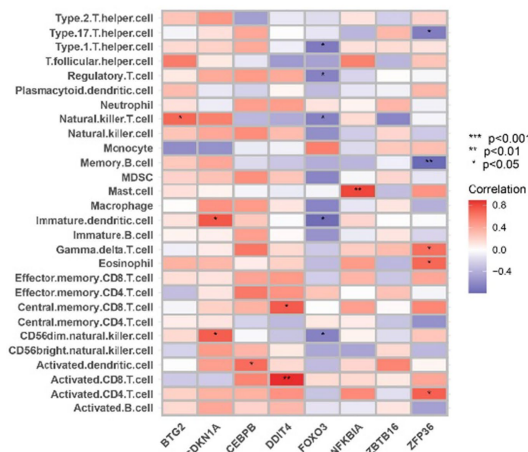 Type.2.T.helper.cell
Type.17.T.helper.cell
*
Type.1.T.helper.cell
*
T.follicular.helper.cell
Regulatory.T.cell
*
Plasmacytoid.dendritic.cell
Neutrophil
Natural.killer.T.cell
*
*
Natural.killer.cell
Monocyte
Memory.B.cell
**
MDSC
Mast.cell
**
Macrophage
Immature.dendritic.cell
*
*
Immature.B.cell
Gamma.delta.T.cell
*
Eosinophil
*
Effector.memory.CD8.T.cell
Effector.memory.CD4.T.cell
Central.memory.CD8.T.cell
*
Central.memory.CD4.T.cell
CD56dim.natural.killer.cell
*
*
CD56bright.natural.killer.cell
Activated.dendritic.cell
*
Activated.CD8.T.cell
**
Activated.CD4.T.cell
*
Activated.B.cell
BTG2
CDKN1A
CEBPB
DDIT4
FOXO3
NFKBIA
ZBTB16
ZFP36
*** p<0.001
** p<0.01
* p<0.05
Correlation
0.8
0.4
0.0
−0.4